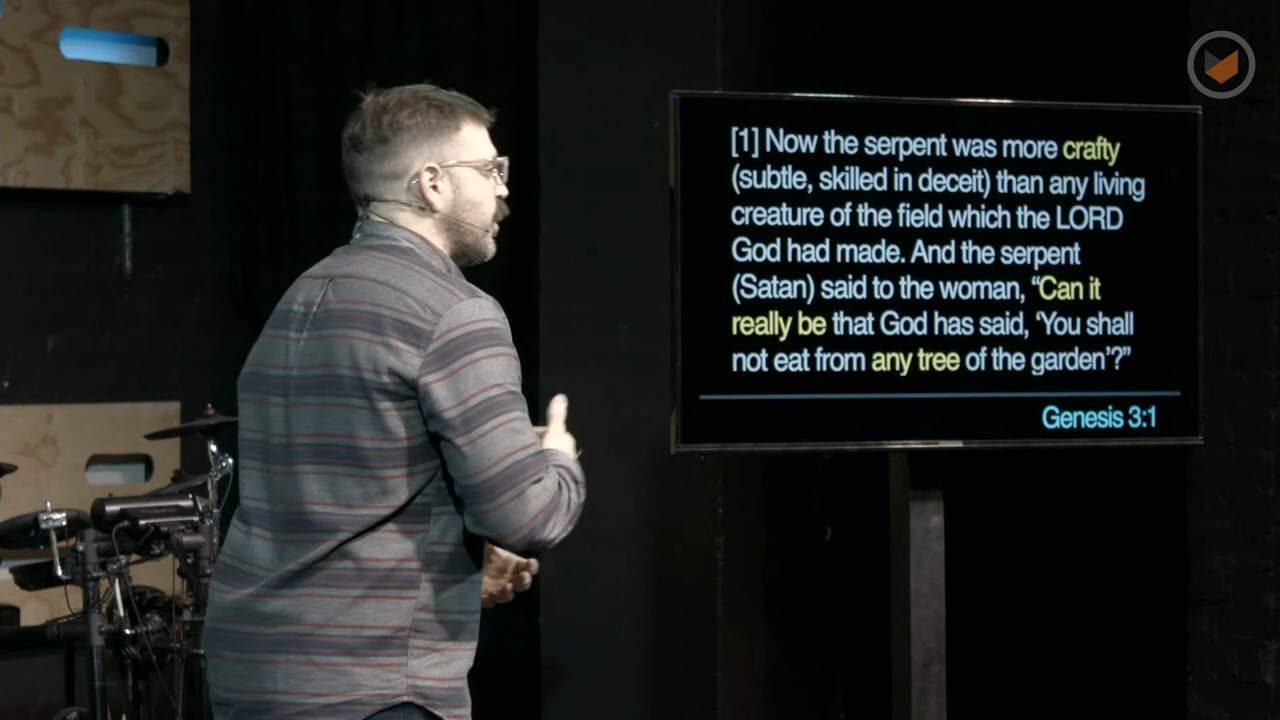 [1] Now the serpent was more crafty
(subtle, skilled in deceit) than any living
creature of the field which the LORD
God had made. And the serpent
(Satan) said to the woman, “Can it
really be that God has said, ‘You shall
not eat from any tree of the garden’?”
Genesis 3:1